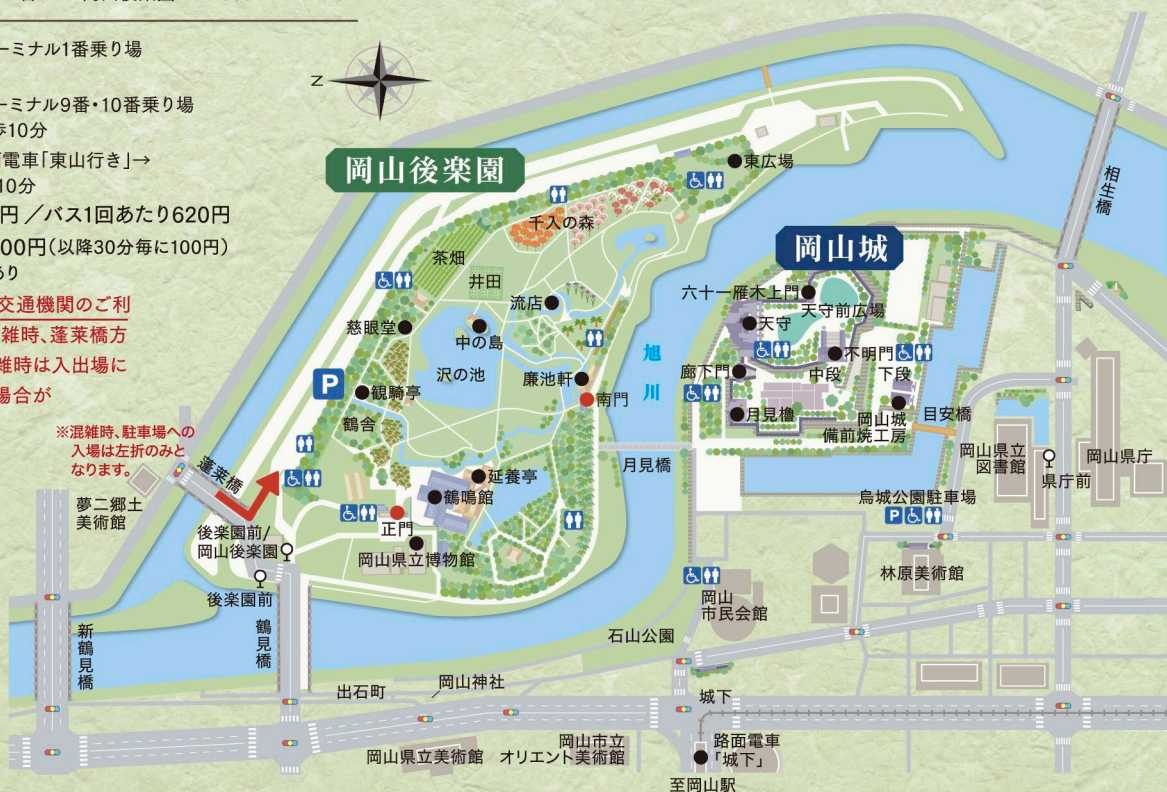 ーミナル1番乗り場
ーミナル9番・10番乗り場
歩10分
面電車「東山行き」→
10分
円／バス1回あたり620円
00円(以降30分毎に100円)
あり
交通機関のご利
雑時、蓬莱橋方
雑時は入出場に
場合が
※混雑時、駐車場への
入場は左折のみと
なります。
N
岡山後楽園
東広場
千入の森
茶畑
井田
流店
慈眼堂
中の島
沢の池
廉池軒
南門
P
観騎亭
鶴舎
延養亭
鶴鳴館
正門
岡山県立博物館
蓬莱橋
夢二郷土
美術館
後楽園前/
岡山後楽園
後楽園前
新鶴見橋
鶴見橋
旭川
月見橋
相生橋
岡山城
六十一雁木上門
天守前広場
天守
不明門
中段
下段
廊下門
月見櫓
岡山城
備前焼工房
目安橋
岡山県立
図書館
県庁前
岡山県庁
烏城公園駐車場
P
林原美術館
岡山
市民会館
石山公園
出石町
岡山神社
城下
岡山県立美術館
岡山市立
オリエント美術館
路面電車
「城下」
至岡山駅